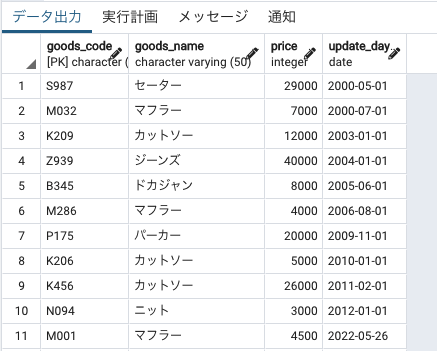 データ出力 実行計画 メッセージ 通知
goods_code goods_name price update_day
[PK] character ( character varying (50) integer date
1 S987 セーター 29000 2000-05-01
2 M032 マフラー 7000 2000-07-01
3 K209 カットソー 12000 2003-01-01
4 Z939 ジーンズ 40000 2004-01-01
5 B345 ドカジャン 8000 2005-06-01
6 M286 マフラー 4000 2006-08-01
7 P175 パーカー 20000 2009-11-01
8 K206 カットソー 5000 2010-01-01
9 K456 カットソー 26000 2011-02-01
10 N094 ニット 3000 2012-01-01
11 M001 マフラー 4500 2022-05-26